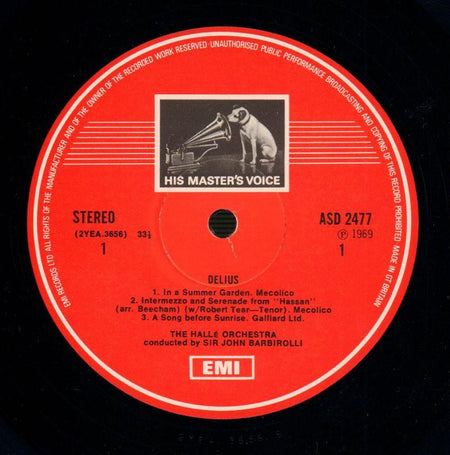 EMI RECORDS LTD ALL RIGHTS OF THE MANUFACTURER AND OF THE OWNER OF THE RECORDED WORK RESERVED · UNAUTHORISED PUBLIC PERFORMANCE BROADCASTING AND COPYING OF THIS RECORD PROHIBITED MADE IN GT BRITAIN
HIS MASTER'S VOICE
STEREO
ASD 2477
(2YEA.3656) 33⅓
℗ 1969
1
1
DELIUS
1. In a Summer Garden. Mecolico
2. Intermezzo and Serenade from "Hassan"
(arr. Beecham) (w/Robert Tear—Tenor). Mecolico
3. A Song before Sunrise. Galliard Ltd.
THE HALLé ORCHESTRA
conducted by SIR JOHN BARBIROLLI
EMI